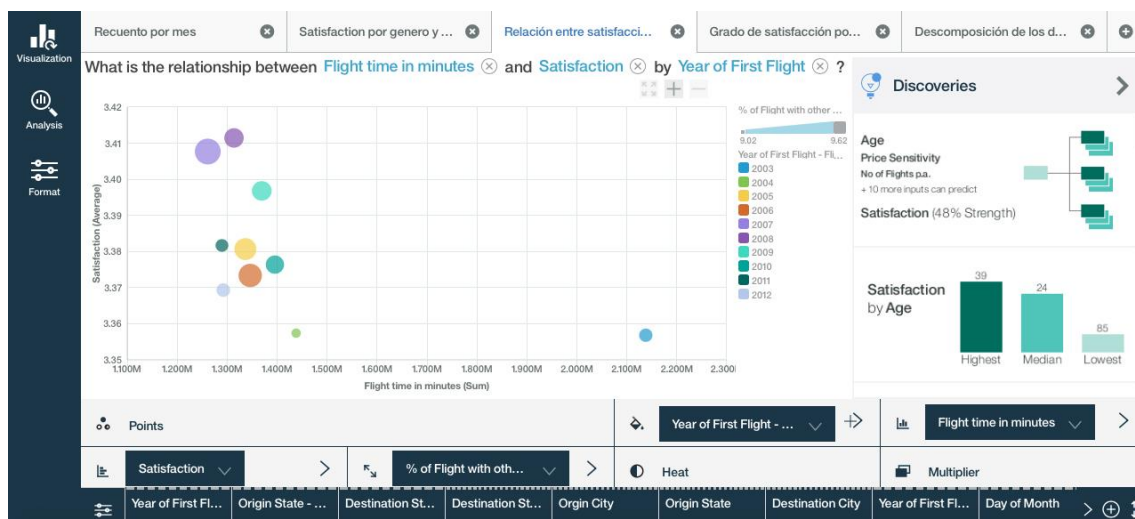 Recuento por mes
Satisfaction por genero y ...
Relación entre satisfacci...
Grado de satisfacción po...
Descomposición de los d...
Visualization
Analysis
Format
What is the relationship between Flight time in minutes and Satisfaction by Year of First Flight ?
3.42
3.41
3.40
3.39
3.38
3.37
3.36
3.35
Satisfaction (Average)
1.100M 1.200M 1.300M 1.400M 1.500M 1.600M 1.700M 1.800M 1.900M 2.000M 2.100M 2.200M 2.300
Flight time in minutes (Sum)
% of Flight with other ...
9.02 9.62
Year of First Flight - Fli...
2003
2004
2005
2006
2007
2008
2009
2010
2011
2012
Discoveries
Age
Price Sensitivity
No of Flights p.a.
+ 10 more inputs can predict
Satisfaction (48% Strength)
Satisfaction
by Age
39
24
85
Highest Median Lowest
Points
Year of First Flight - ...
Flight time in minutes
Satisfaction
% of Flight with oth...
Heat
Multiplier
Year of First Fl...
Origin State - ...
Destination St...
Destination St...
Orgin City
Origin State
Destination City
Year of First Fl...
Day of Month